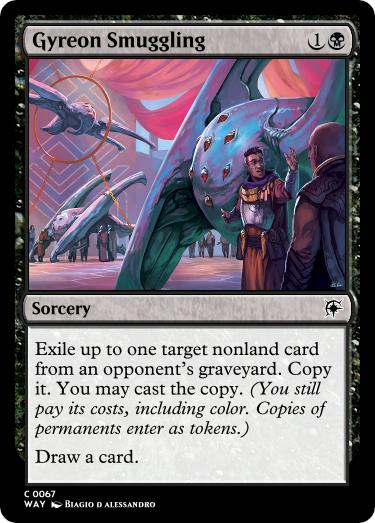 Gyreon Smuggling 1
Sorcery
Exile up to one target nonland card
from an opponent's graveyard. Copy
it. You may cast the copy. (You still
pay its costs, including color. Copies of
permanents enter as tokens.)
Draw a card.
C 0067
WAY BIAGIO D ALESSANDRO